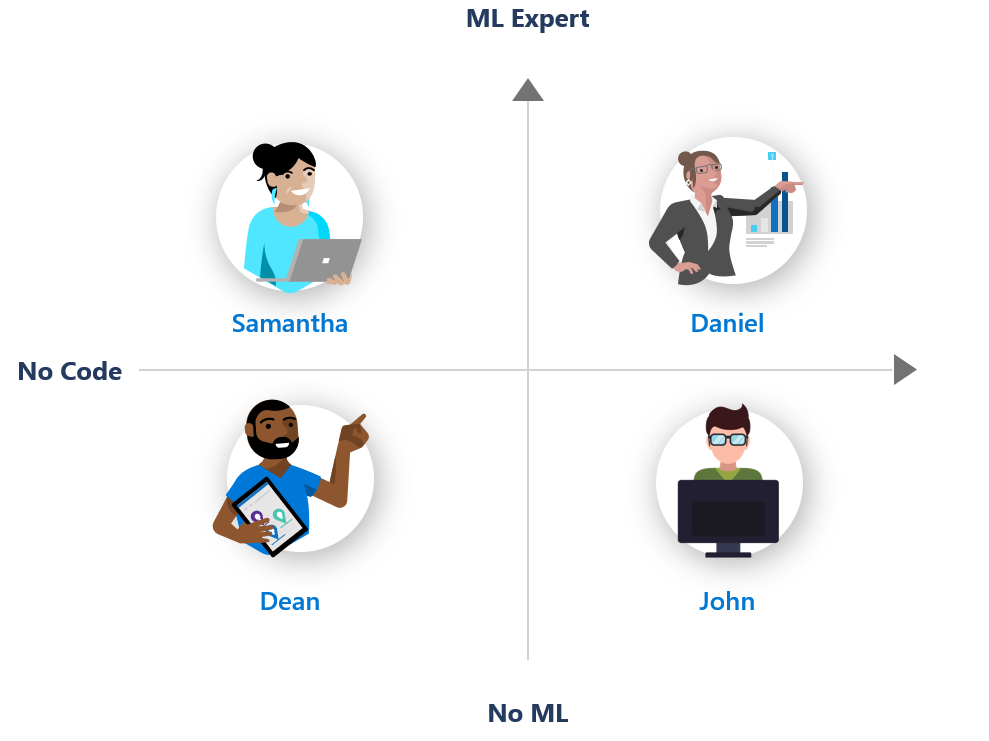 ML Expert
Samantha
Daniel
No Code
Dean
John
No ML